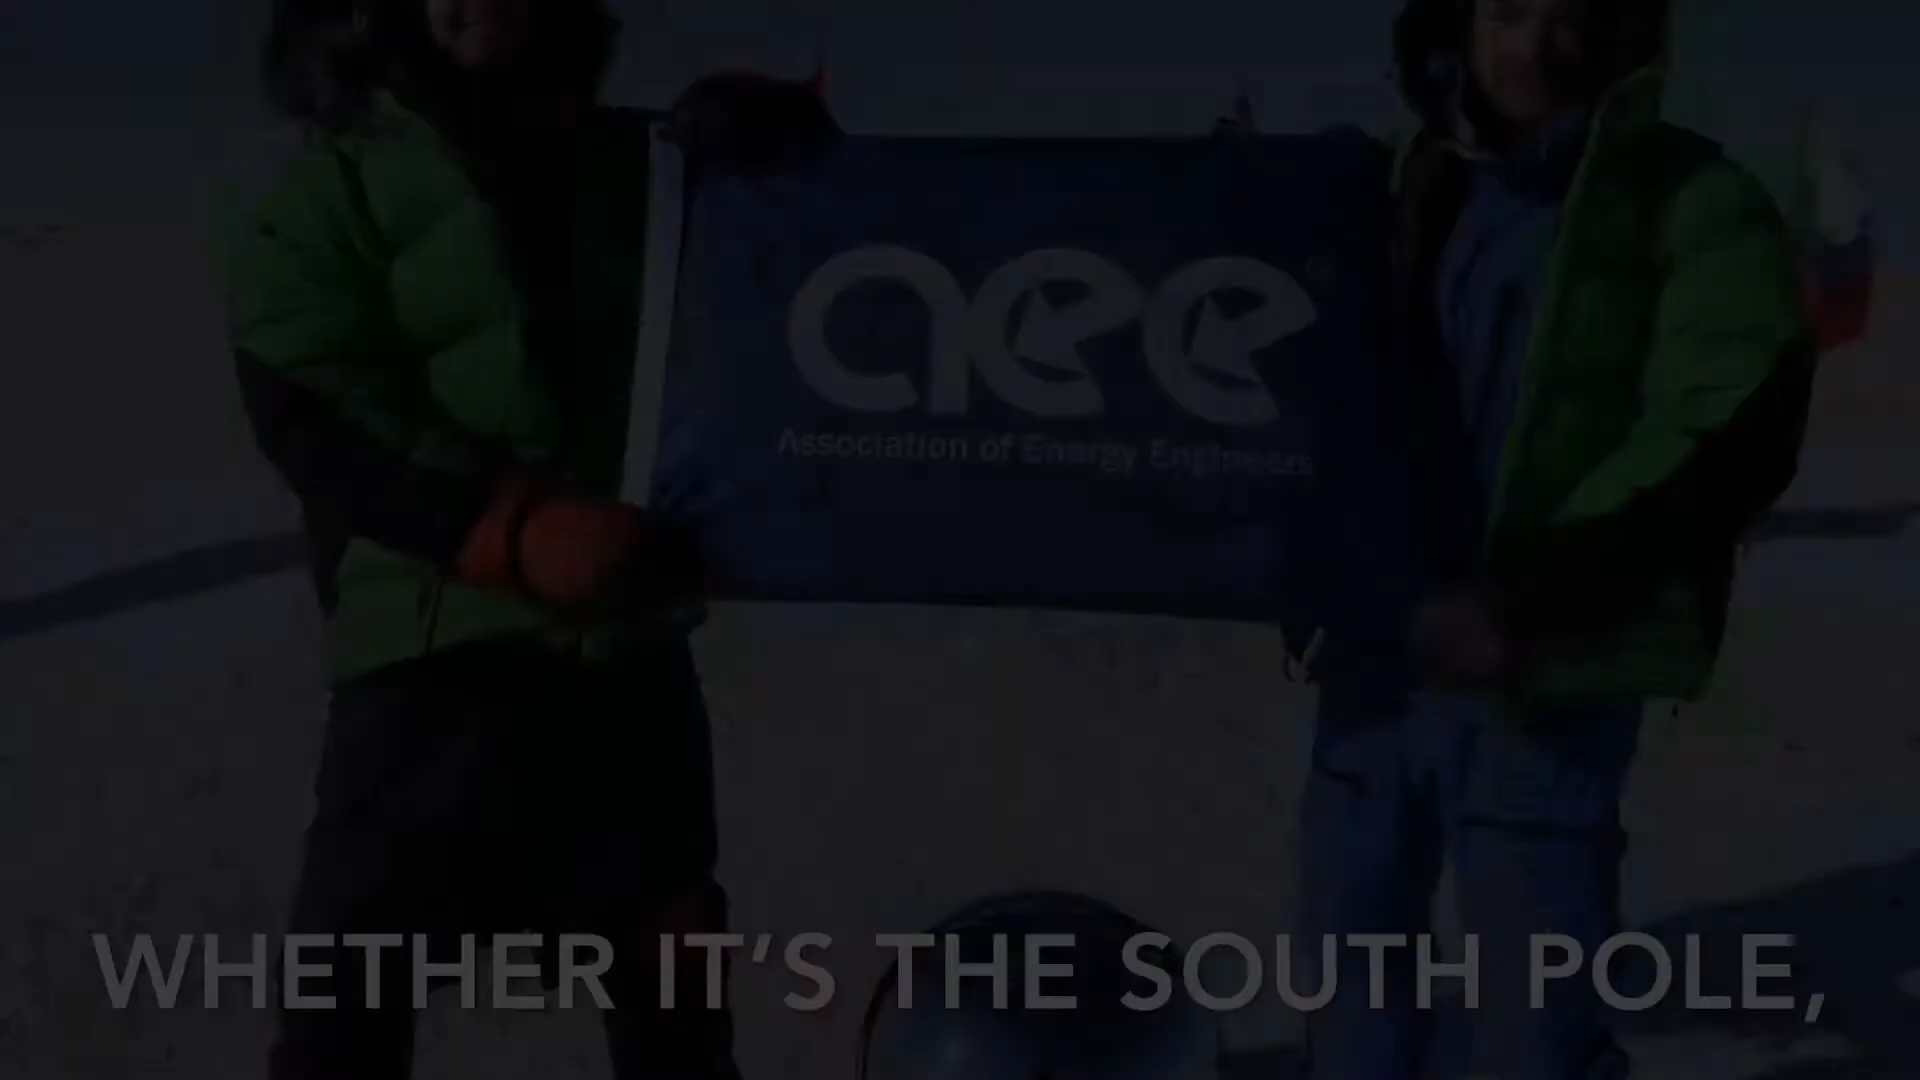 aee®
Association of Energy Engineers
WHETHER IT'S THE SOUTH POLE,